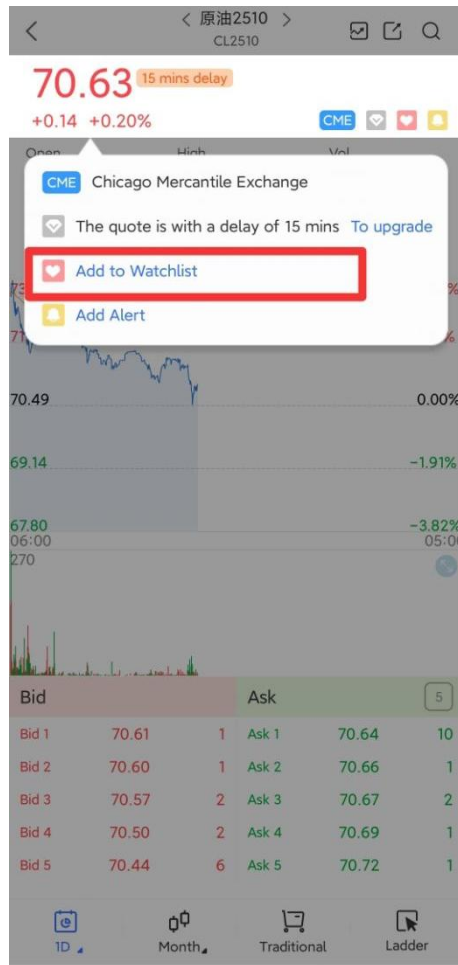 < 原油2510 >
CL2510
70.63 15 mins delay
+0.14 +0.20% CME
Open High Vol
CME Chicago Mercantile Exchange
The quote is with a delay of 15 mins To upgrade
Add to Watchlist
Add Alert
70.49 0.00%
69.14 -1.91%
67.80 -3.82%
06:00
270
Bid Ask 5
Bid 1 70.61 1 Ask 1 70.64 10
Bid 2 70.60 1 Ask 2 70.66 1
Bid 3 70.57 2 Ask 3 70.67 2
Bid 4 70.50 2 Ask 4 70.69 1
Bid 5 70.44 6 Ask 5 70.72 1
1D Month Traditional Ladder